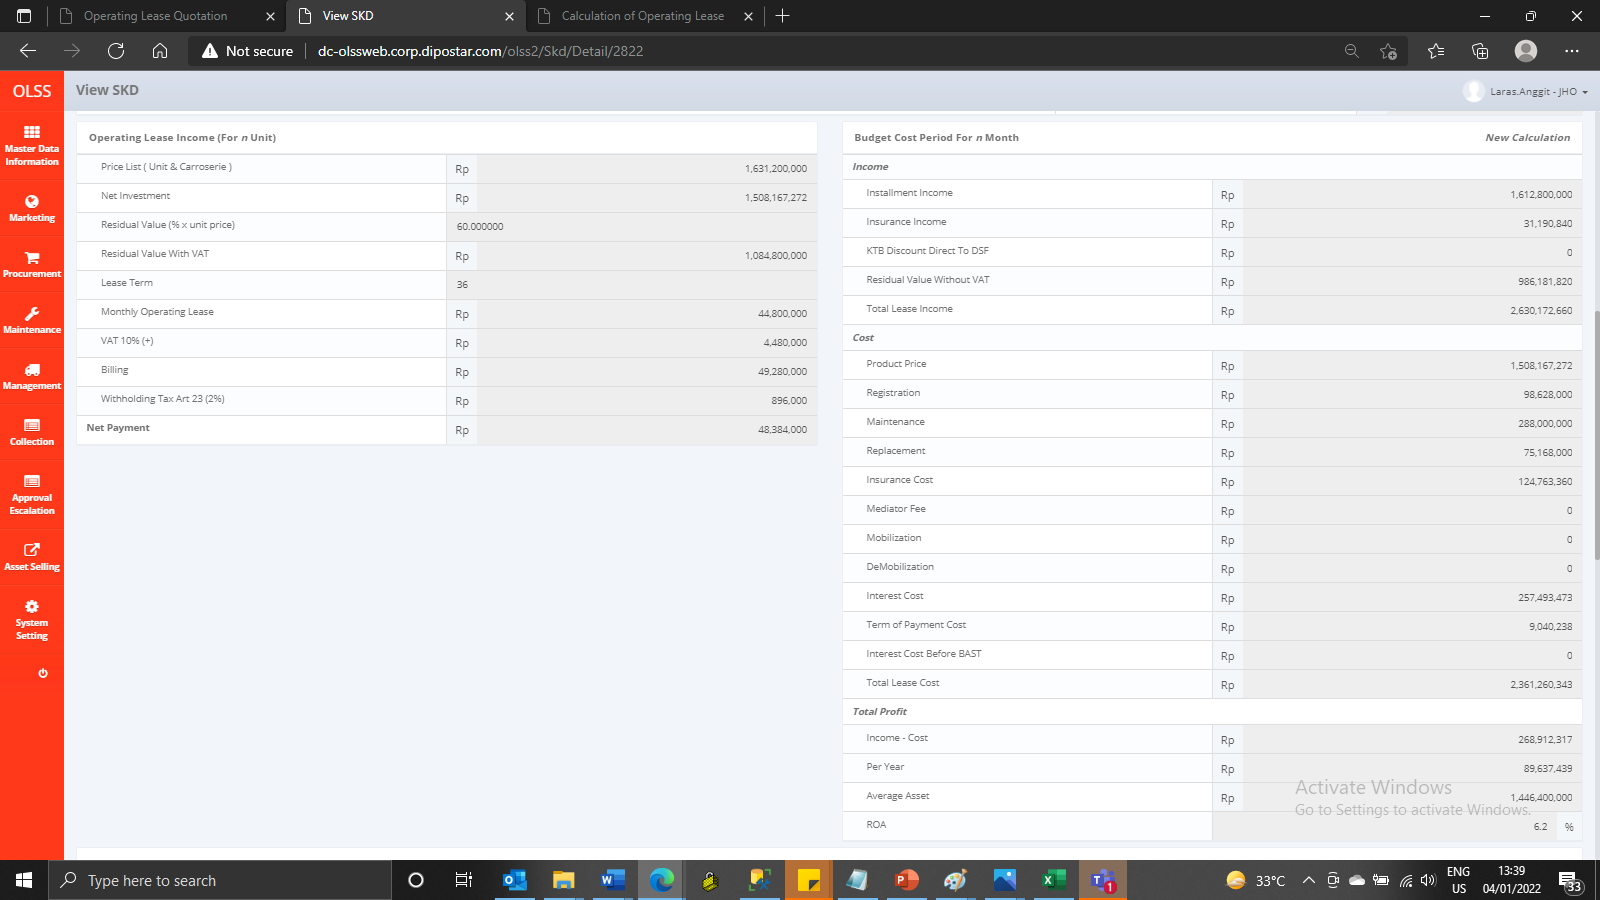 Operating Lease Quotation
View SKD
Calculation of Operating Lease
Not secure
dc-olssweb.corp.dipostar.com/olss2/Skd/Detail/2822
OLSS
View SKD
Laras.Anggit - JHO
Master Data
Information
Marketing
Procurement
Maintenance
Management
Collection
Approval
Escalation
Asset Selling
System
Setting
Operating Lease Income (For n Unit)
Price List ( Unit & Carroserie ) Rp 1,631,200,000
Net Investment Rp 1,508,167,272
Residual Value (% x unit price) 60.000000
Residual Value With VAT Rp 1,084,800,000
Lease Term 36
Monthly Operating Lease Rp 44,800,000
VAT 10% (+) Rp 4,480,000
Billing Rp 49,280,000
Withholding Tax Art 23 (2%) Rp 896,000
Net Payment Rp 48,384,000
Budget Cost Period For n Month New Calculation
Income
Installment Income Rp 1,612,800,000
Insurance Income Rp 31,190,840
KTB Discount Direct To DSF Rp 0
Residual Value Without VAT Rp 986,181,820
Total Lease Income Rp 2,630,172,660
Cost
Product Price Rp 1,508,167,272
Registration Rp 98,628,000
Maintenance Rp 288,000,000
Replacement Rp 75,168,000
Insurance Cost Rp 124,763,360
Mediator Fee Rp 0
Mobilization Rp 0
DeMobilization Rp 0
Interest Cost Rp 257,493,473
Term of Payment Cost Rp 9,040,238
Interest Cost Before BAST Rp 0
Total Lease Cost Rp 2,361,260,343
Total Profit
Income - Cost Rp 268,912,317
Per Year Rp 89,637,439
Average Asset Rp 1,446,400,000
ROA 6.2 %
Activate Windows
Go to Settings to activate Windows.
Type here to search
1
33°C
ENG
US
13:39
04/01/2022
33